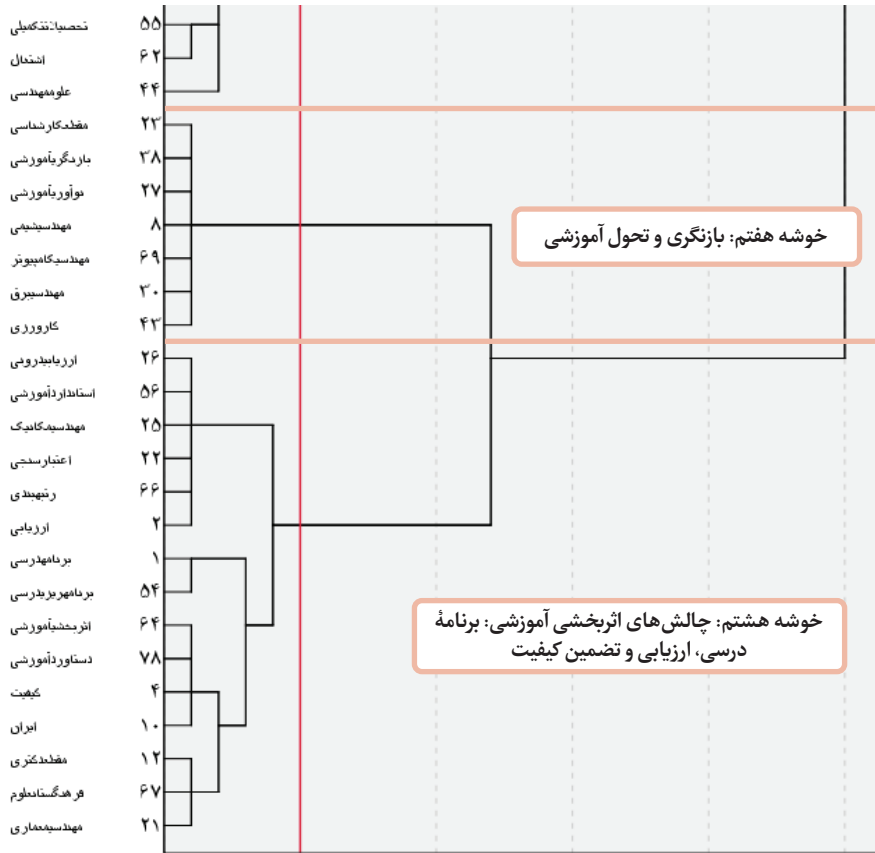 ۵۵ تحصیلاتتکمیلی
۶۲ اشتغال
۴۴ علوممهندسی
۲۳ مقطعکارشناسی
۳۸ بازنگریآموزشی
۲۷ نوآوریآموزشی
۸ مهندسیشیمی
۶۹ مهندسیکامپیوتر
۳۰ مهندسیبرق
۴۳ کارورزی
خوشه هفتم: بازنگری و تحول آموزشی
۲۶ ارزیابیدرونی
۵۶ استانداردآموزشی
۲۵ مهندسیمکانیک
۲۲ اعتبارسنجی
۶۶ رتبهبندی
۲ ارزیابی
۱ برنامهدرسی
۵۴ برنامهریزیدرسی
۶۴ اثربخشیآموزشی
۷۸ دستاوردآموزشی
۴ کیفیت
۱۰ ایران
۱۲ مقطعدکتری
۶۷ فرهنگستانعلوم
۲۱ مهندسیمعماری
خوشه هشتم: چالش‌های اثربخشی آموزشی: برنامهٔ
درسی، ارزیابی و تضمین کیفیت